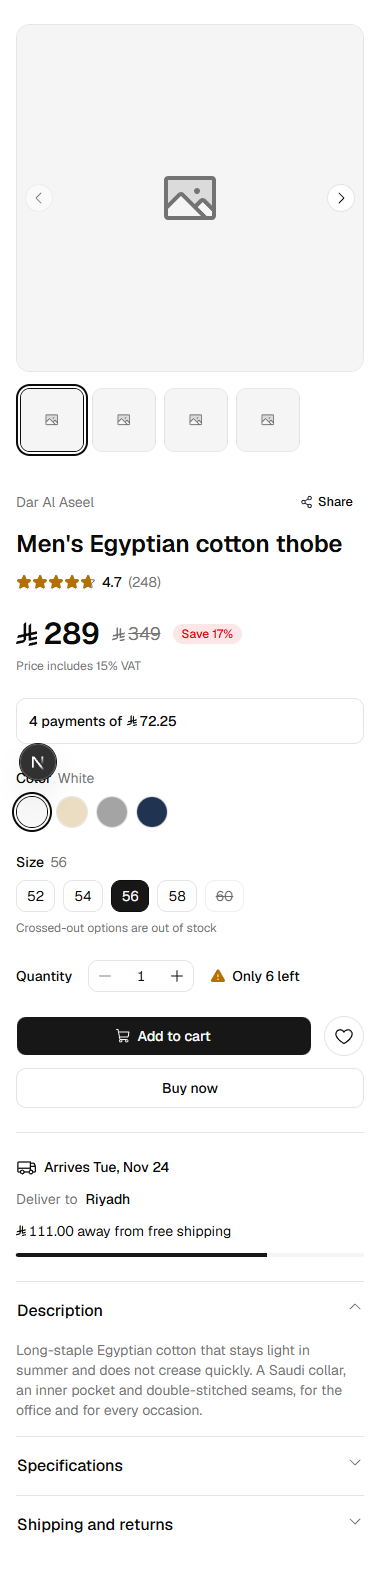 Dar Al Aseel
Share
Men's Egyptian cotton thobe
4.7 (248)
289 349 Save 17%
Price includes 15% VAT
4 payments of 72.25
N
Color White
Size 56
52 54 56 58 60
Crossed-out options are out of stock
Quantity 1 Only 6 left
Add to cart
Buy now
Arrives Tue, Nov 24
Deliver to Riyadh
111.00 away from free shipping
Description
Long-staple Egyptian cotton that stays light in
summer and does not crease quickly. A Saudi collar,
an inner pocket and double-stitched seams, for the
office and for every occasion.
Specifications
Shipping and returns